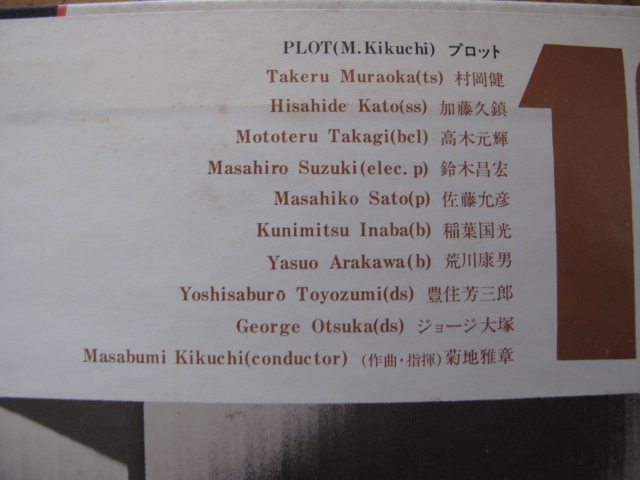 PLOT(M.Kikuchi) プロット
Takeru Muraoka(ts) 村岡健
Hisahide Kato(ss) 加藤久鎮
Mototeru Takagi(bcl) 高木元輝
Masahiro Suzuki(elec.p) 鈴木昌宏
Masahiko Sato(p) 佐藤允彦
Kunimitsu Inaba(b) 稲葉国光
Yasuo Arakawa(b) 荒川康男
Yoshisaburō Toyozumi(ds) 豊住芳三郎
George Otsuka(ds) ジョージ大塚
Masabumi Kikuchi(conductor) (作曲・指揮)菊地雅章